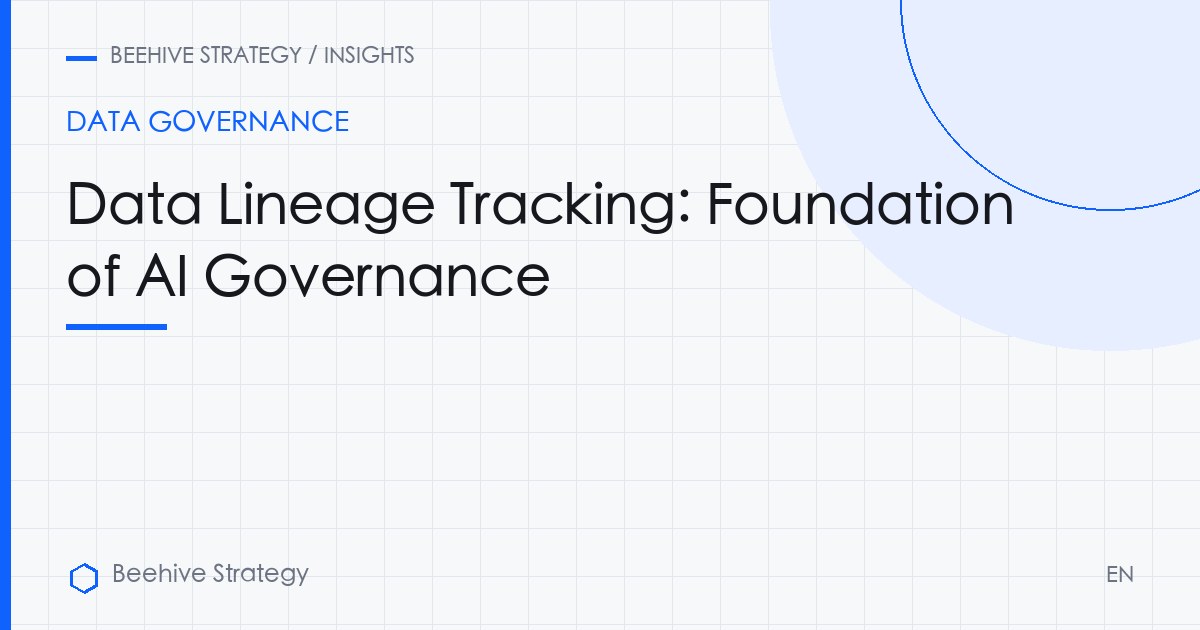 BEEHIVE STRATEGY / INSIGHTS
DATA GOVERNANCE
Data Lineage Tracking: Foundation
of AI Governance
Beehive Strategy
EN